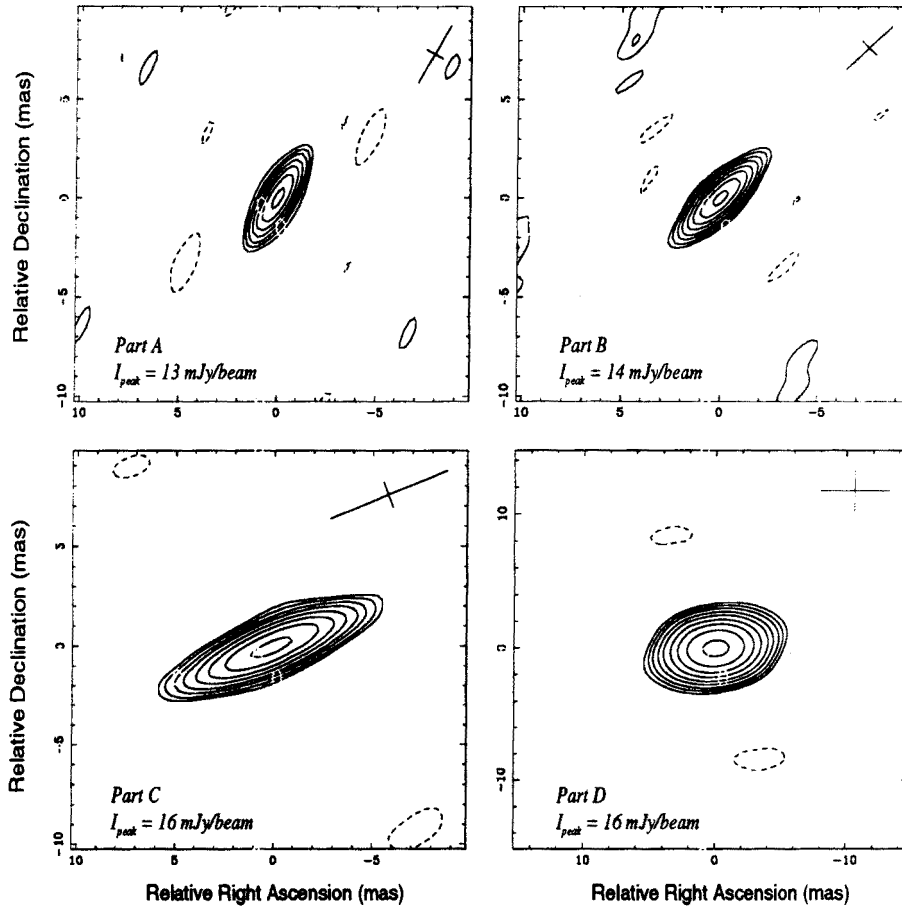 Relative Declination (mas)
5
0
-5
-10
Part A
I_peak = 13 mJy/beam
10
5
0
-5
5
0
-5
-10
Part B
I_peak = 14 mJy/beam
10
5
0
-5
Relative Declination (mas)
5
0
-5
-10
Part C
I_peak = 16 mJy/beam
10
5
0
-5
Relative Right Ascension (mas)
10
0
-10
Part D
I_peak = 16 mJy/beam
10
0
-10
Relative Right Ascension (mas)